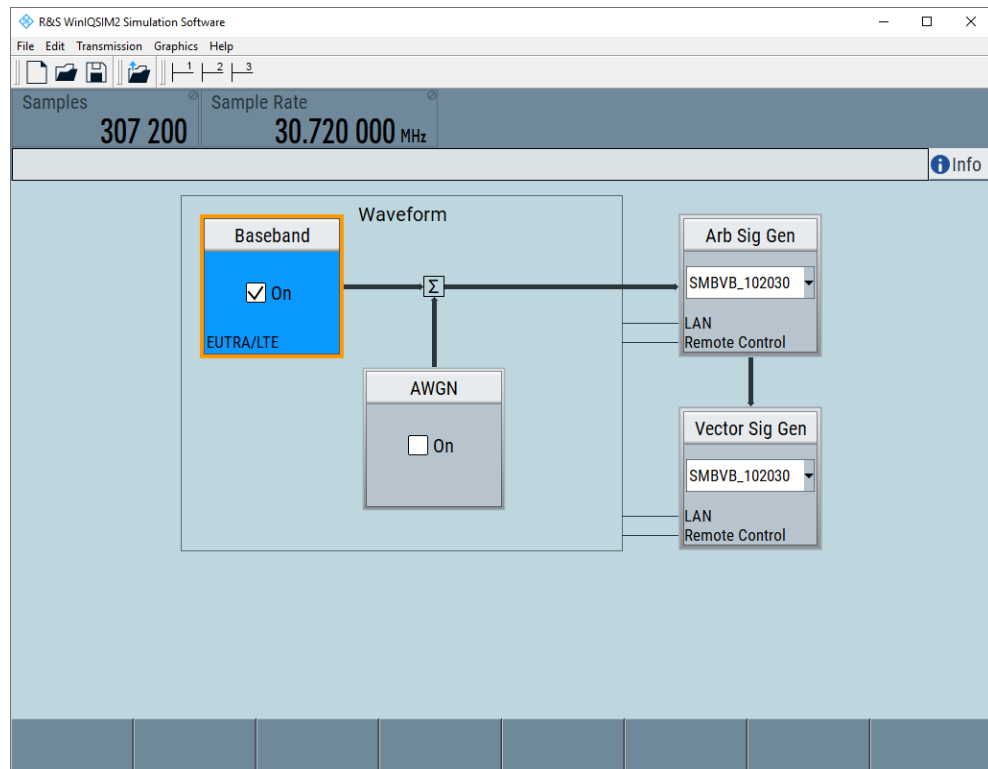 R&S WinIQSIM2 Simulation Software
File Edit Transmission Graphics Help
1 2 3
Samples
307 200
Sample Rate
30.720 000 MHz
Info
Waveform
Baseband
On
EUTRA/LTE
Σ
AWGN
On
Arb Sig Gen
SMBVB_102030
LAN
Remote Control
Vector Sig Gen
SMBVB_102030
LAN
Remote Control